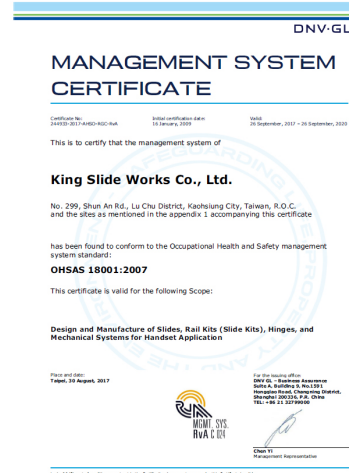 DNV·GL
MANAGEMENT SYSTEM
CERTIFICATE
Certificate No:
244933-2017-AHSO-RGC-RvA
Initial certification date:
16 January, 2009
Valid:
26 September, 2017 - 26 September, 2020
This is to certify that the management system of
King Slide Works Co., Ltd.
No. 299, Shun An Rd., Lu Chu District, Kaohsiung City, Taiwan, R.O.C.
and the sites as mentioned in the appendix 1 accompanying this certificate
has been found to conform to the Occupational Health and Safety management
system standard:
OHSAS 18001:2007
This certificate is valid for the following Scope:
Design and Manufacture of Slides, Rail Kits (Slide Kits), Hinges, and
Mechanical Systems for Handset Application
Place and date:
Taipei, 30 August, 2017
For the issuing office:
DNV GL - Business Assurance
Suite A, Building 9, No.1591
Hongqiao Road, Changning District,
Shanghai 200336, P.R. China
TEL: +86 21 32799000
MGMT. SYS.
RvA C 024
Chen Yi
Management Representative